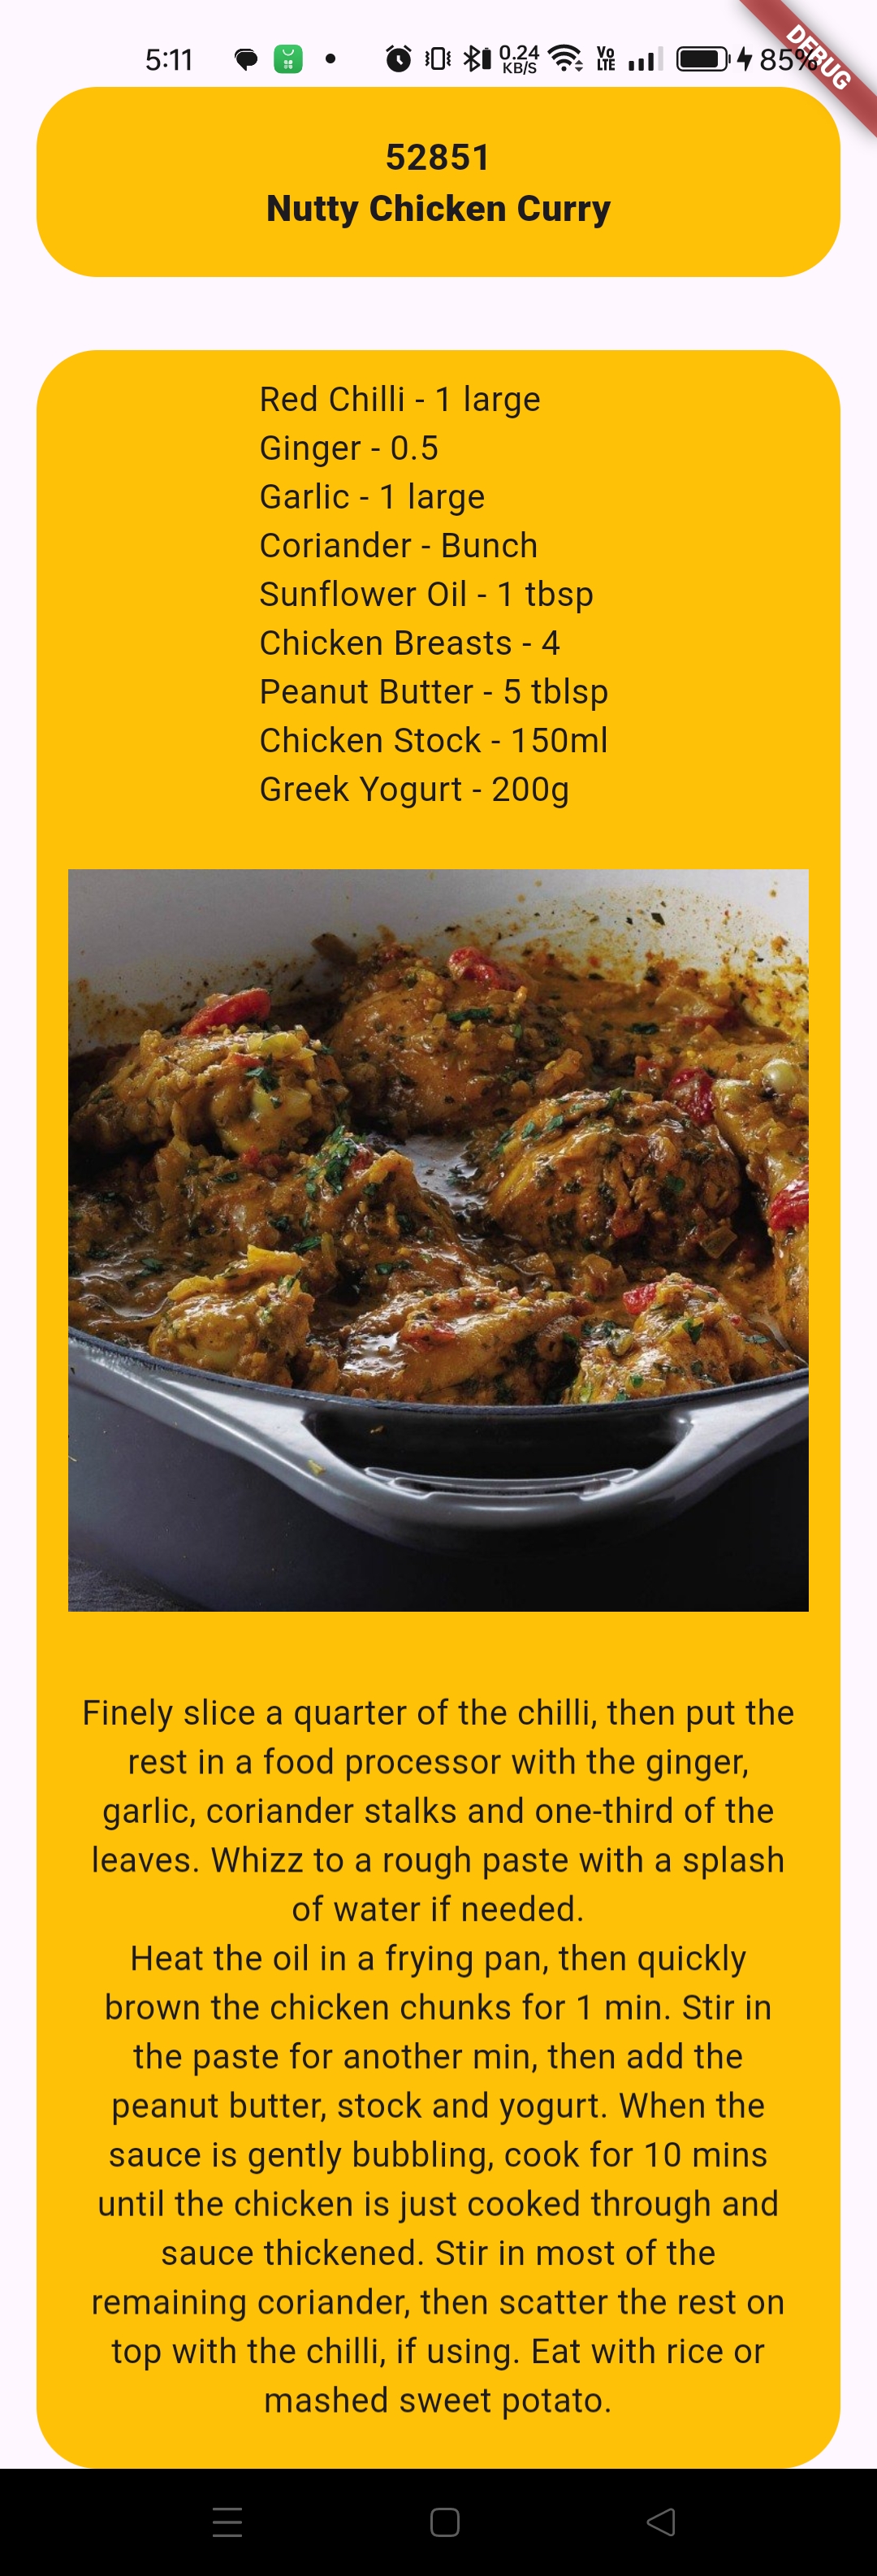 5:11 0.24 KB/S Vo LTE 85%
DEBUG
52851
Nutty Chicken Curry
Red Chilli - 1 large
Ginger - 0.5
Garlic - 1 large
Coriander - Bunch
Sunflower Oil - 1 tbsp
Chicken Breasts - 4
Peanut Butter - 5 tblsp
Chicken Stock - 150ml
Greek Yogurt - 200g
Finely slice a quarter of the chilli, then put the
rest in a food processor with the ginger,
garlic, coriander stalks and one-third of the
leaves. Whizz to a rough paste with a splash
of water if needed.
Heat the oil in a frying pan, then quickly
brown the chicken chunks for 1 min. Stir in
the paste for another min, then add the
peanut butter, stock and yogurt. When the
sauce is gently bubbling, cook for 10 mins
until the chicken is just cooked through and
sauce thickened. Stir in most of the
remaining coriander, then scatter the rest on
top with the chilli, if using. Eat with rice or
mashed sweet potato.